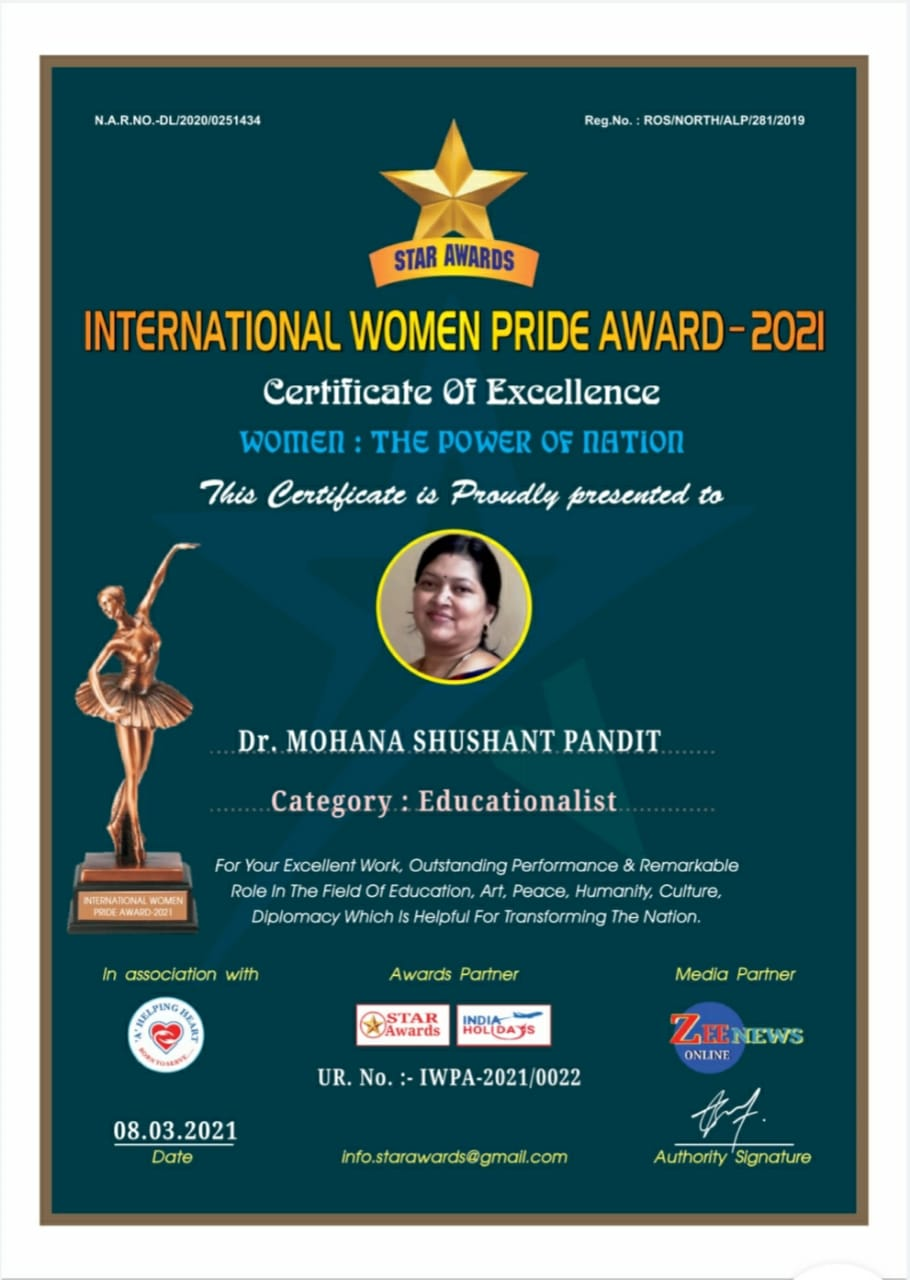 N.A.R.NO.-DL/2020/0251434
Reg.No. : ROS/NORTH/ALP/281/2019
STAR AWARDS
INTERNATIONAL WOMEN PRIDE AWARD-2021
Certificate Of Excellence
WOMEN : THE POWER OF NATION
This Certificate is Proudly presented to
Dr. MOHANA SHUSHANT PANDIT
Category : Educationalist
For Your Excellent Work, Outstanding Performance & Remarkable
Role In The Field Of Education, Art, Peace, Humanity, Culture,
Diplomacy Which Is Helpful For Transforming The Nation.
INTERNATIONAL WOMEN
PRIDE AWARD-2021
In association with
Awards Partner
Media Partner
'A' HELPING HEART
BORN TO SERVE....
STAR
Awards
INDIA
HOLIDAYS
ZEE NEWS
ONLINE
UR. No. :- IWPA-2021/0022
08.03.2021
Date
info.starawards@gmail.com
Authority Signature